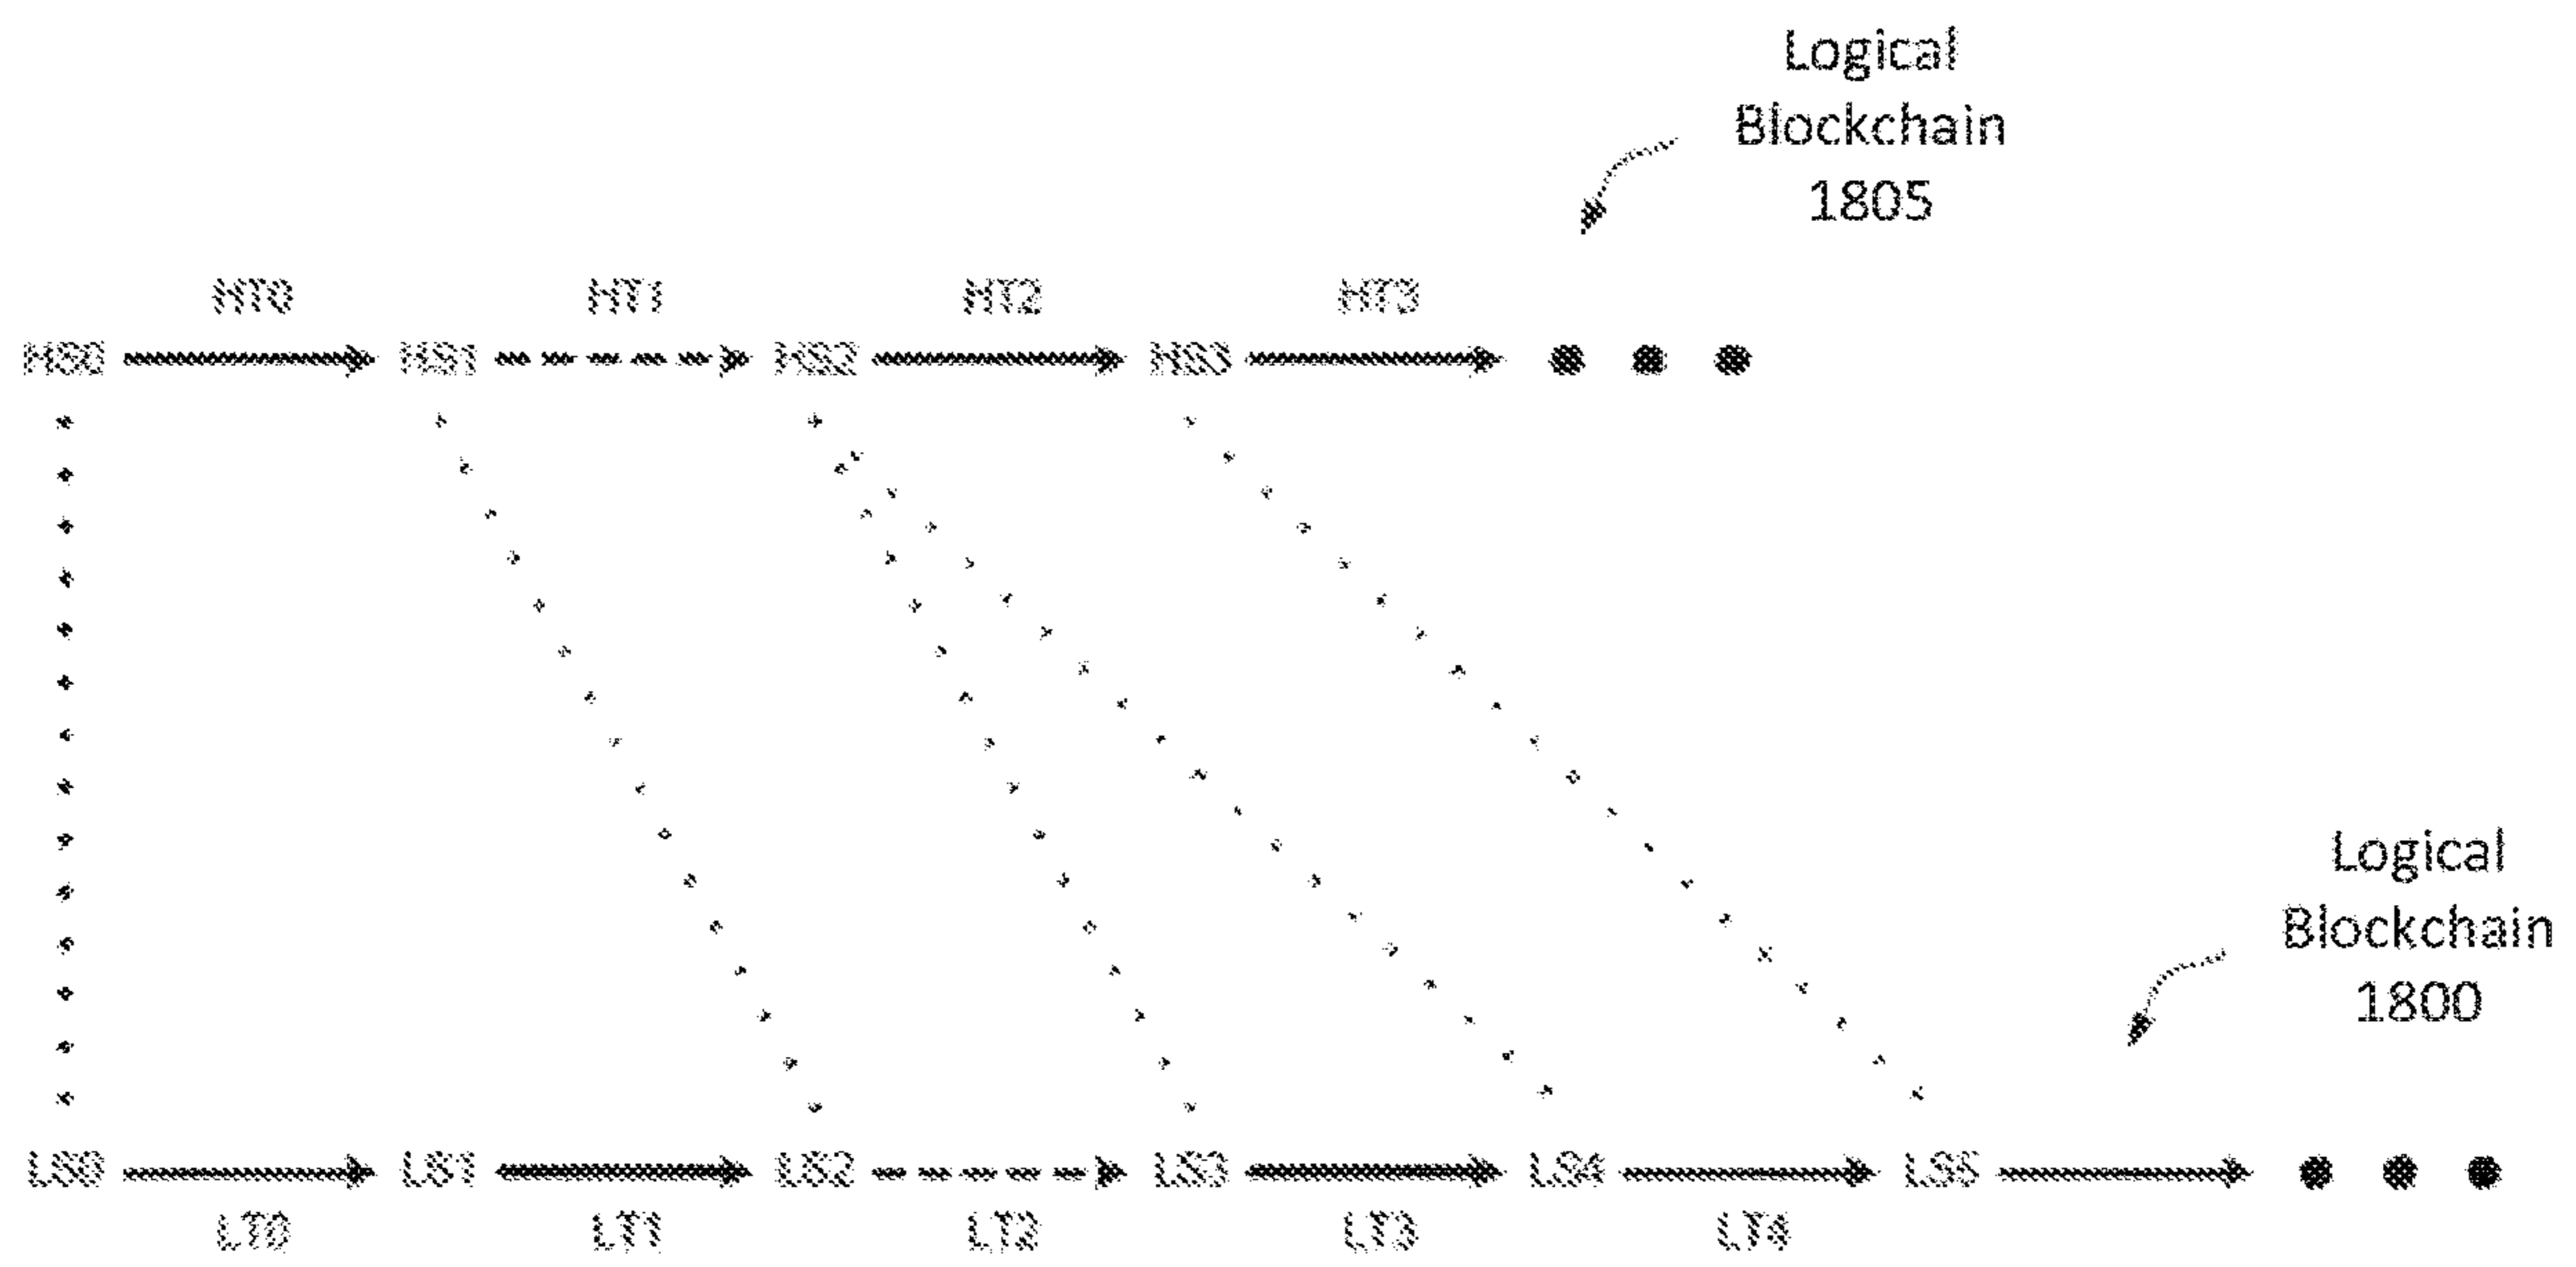 Logical
Blockchain
1805
HT0 HT1 HT2 HT3
HS0 HS1 HS2 HS3
Logical
Blockchain
1800
LS0 LS1 LS2 LS3 LS4 LS5
LT0 LT1 LT2 LT3 LT4